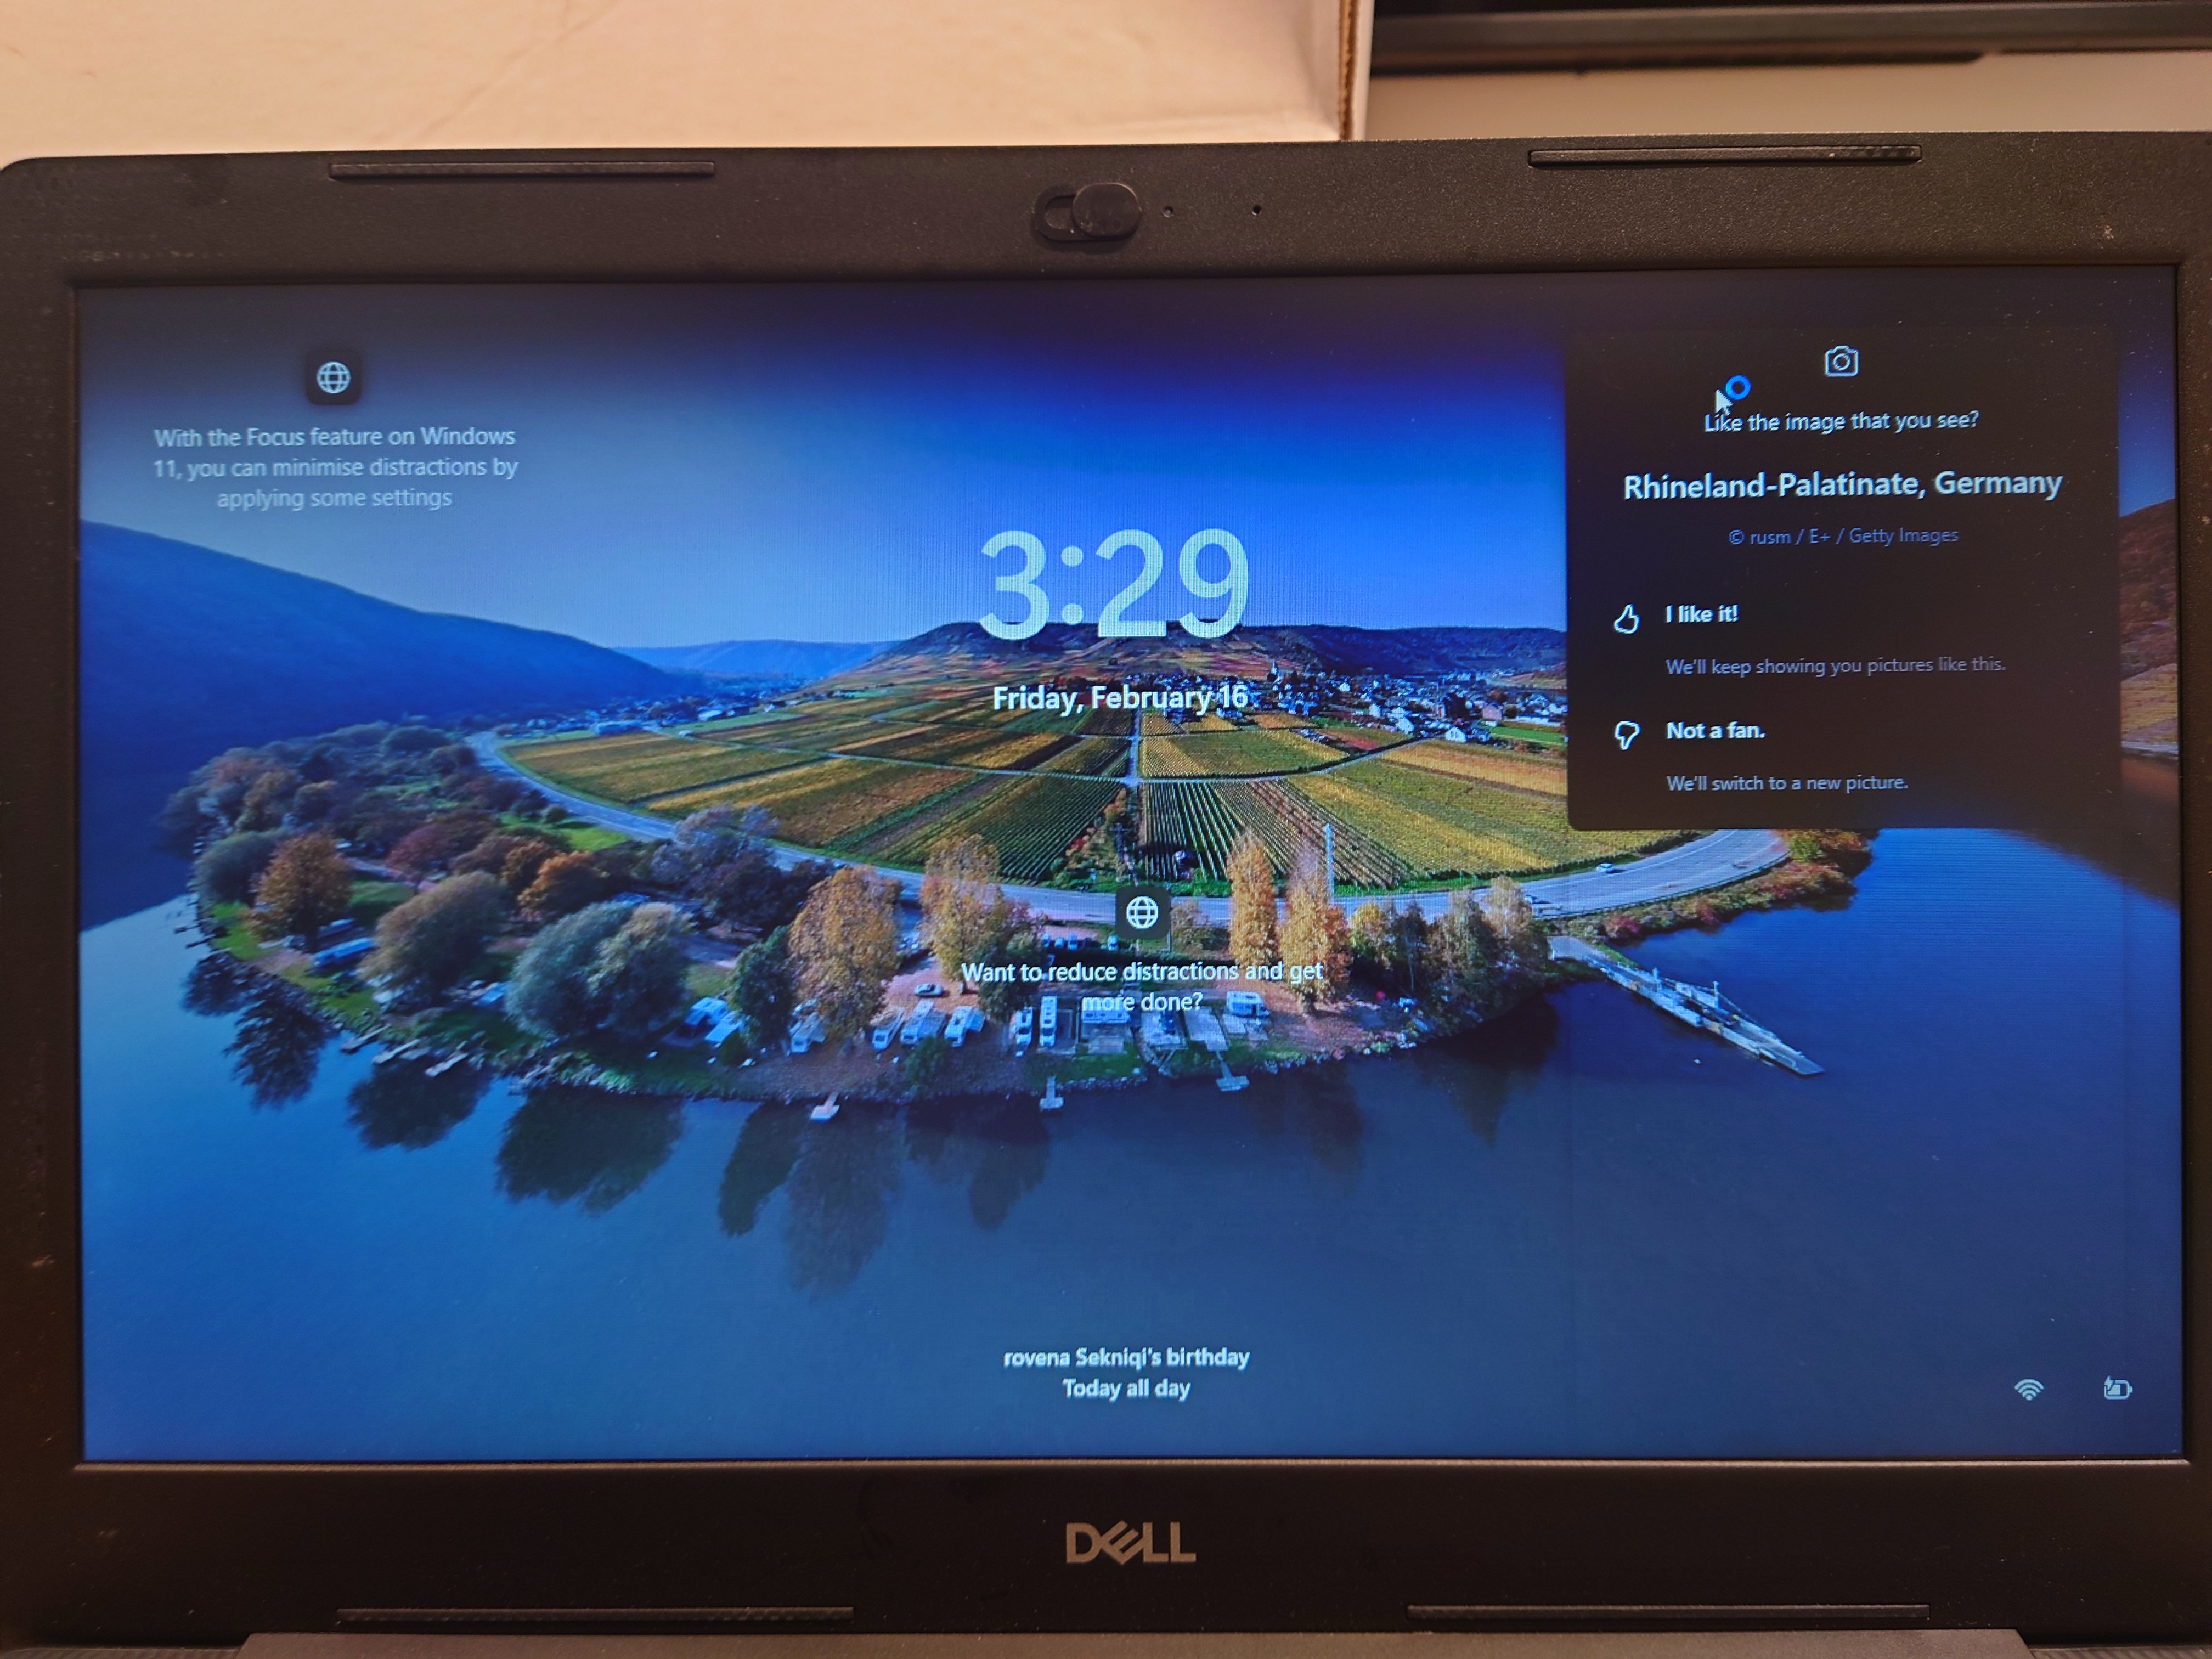 With the Focus feature on Windows
11, you can minimise distractions by
applying some settings
3:29
Friday, February 16
Like the image that you see?
Rhineland-Palatinate, Germany
© rusm / E+ / Getty Images
I like it!
We'll keep showing you pictures like this.
Not a fan.
We'll switch to a new picture.
Want to reduce distractions and get
more done?
rovena Sekniqi's birthday
Today all day
DELL